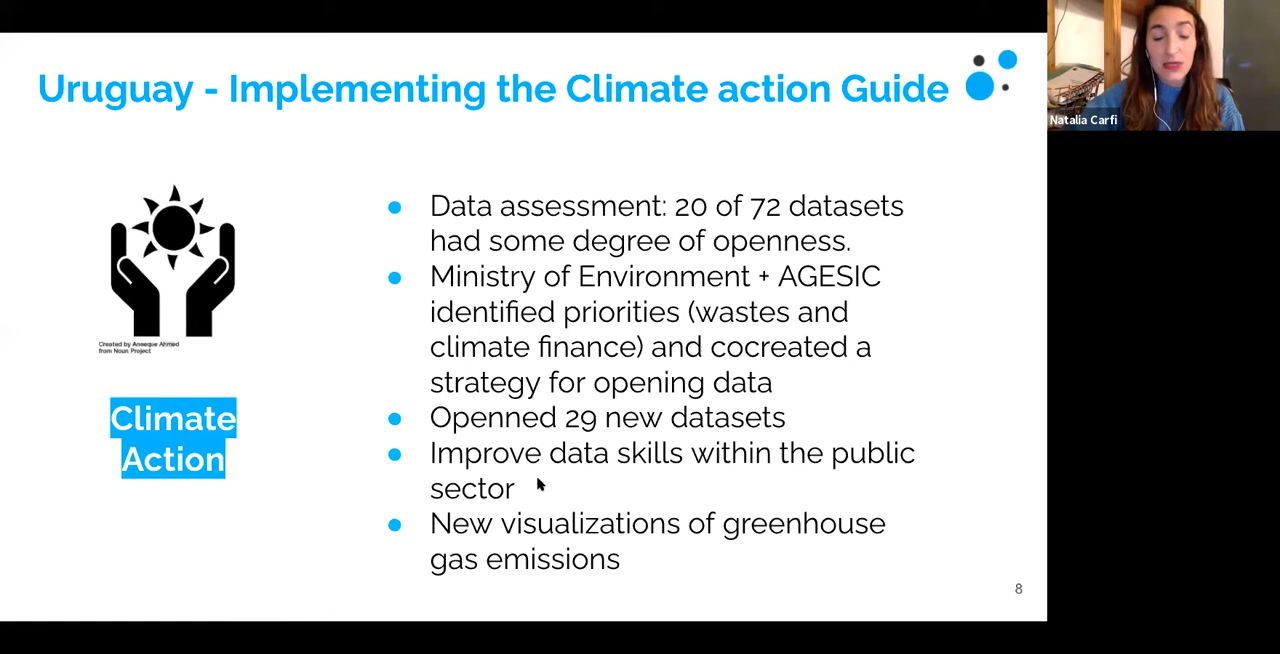 Uruguay - Implementing the Climate action Guide
Natalia Carfi
Created by Aneeque Ahmed
from Noun Project
Climate
Action
● Data assessment: 20 of 72 datasets
had some degree of openness.
● Ministry of Environment + AGESIC
identified priorities (wastes and
climate finance) and cocreated a
strategy for opening data
● Openned 29 new datasets
● Improve data skills within the public
sector
● New visualizations of greenhouse
gas emissions
8